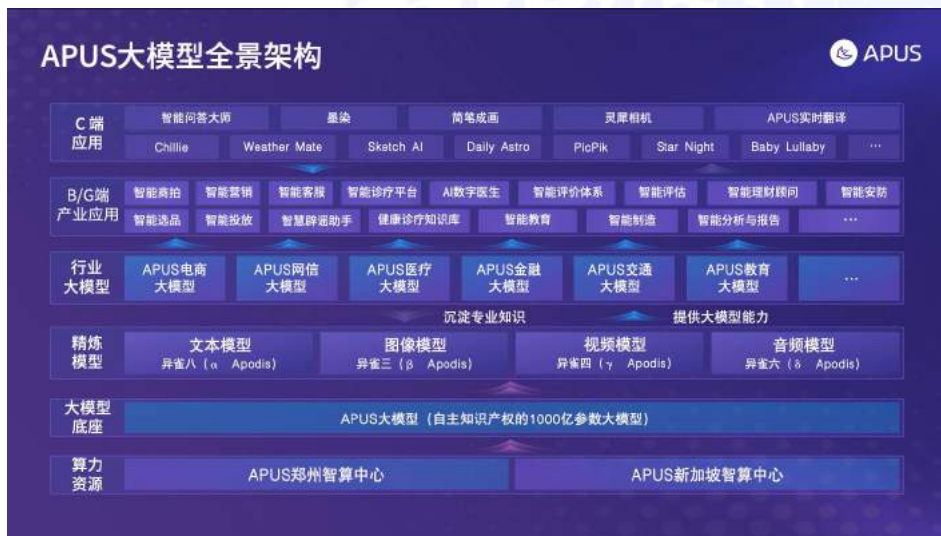 APUS大模型全景架构
APUS
C端
应用
智能问答大师 墨染 简笔成画 灵犀相机 APUS实时翻译
Chillie Weather Mate Sketch AI Daily Astro PicPik Star Night Baby Lullaby ...
B/G端
产业应用
智能商拍 智能营销 智能客服 智能诊疗平台 AI数字医生 智能评价体系 智能评估 智能理财顾问 智能安防
智能选品 智能投放 智慧辟谣助手 健康诊疗知识库 智能教育 智能制造 智能分析与报告 ...
行业
大模型
APUS电商
大模型
APUS网信
大模型
APUS医疗
大模型
APUS金融
大模型
APUS交通
大模型
APUS教育
大模型
...
沉淀专业知识 提供大模型能力
精炼
模型
文本模型
异雀八（α Apodis）
图像模型
异雀三（β Apodis）
视频模型
异雀四（γ Apodis）
音频模型
异雀六（δ Apodis）
大模型
底座
APUS大模型（自主知识产权的1000亿参数大模型）
算力
资源
APUS郑州智算中心 APUS新加坡智算中心